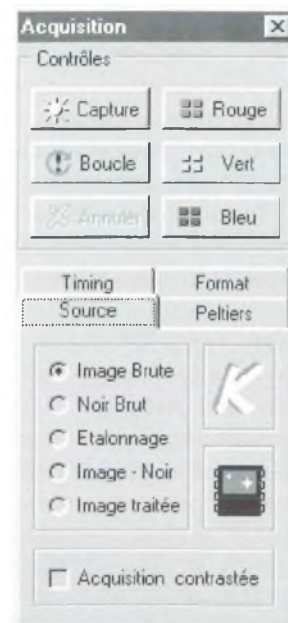 Acquisition
Contrôles
Capture Rouge
Boucle Vert
Annuler Bleu
Timing Format
Source Peltiers
Image Brute
Noir Brut
Etalonnage
Image - Noir
Image traitée
K
Acquisition contrastée